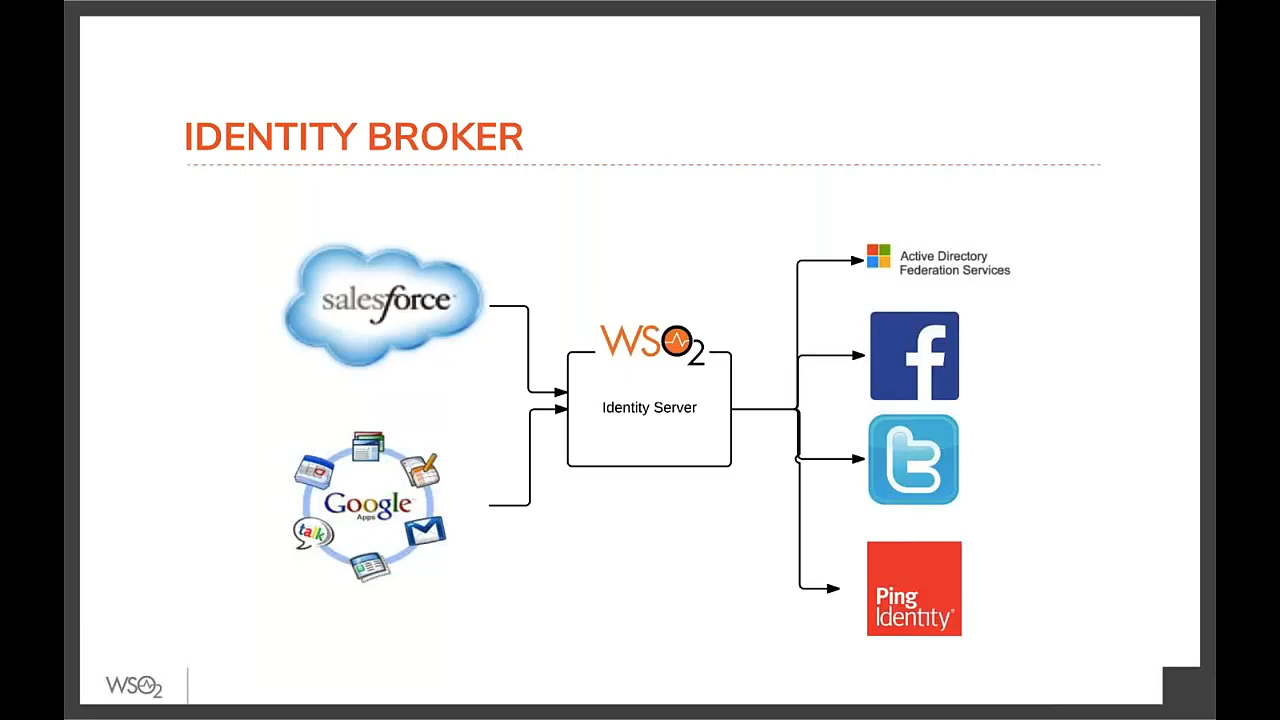 IDENTITY BROKER
salesforce
WSO2
Identity Server
Active Directory
Federation Services
f
t
Google
Apps
talk
Ping
Identity®
WSO2